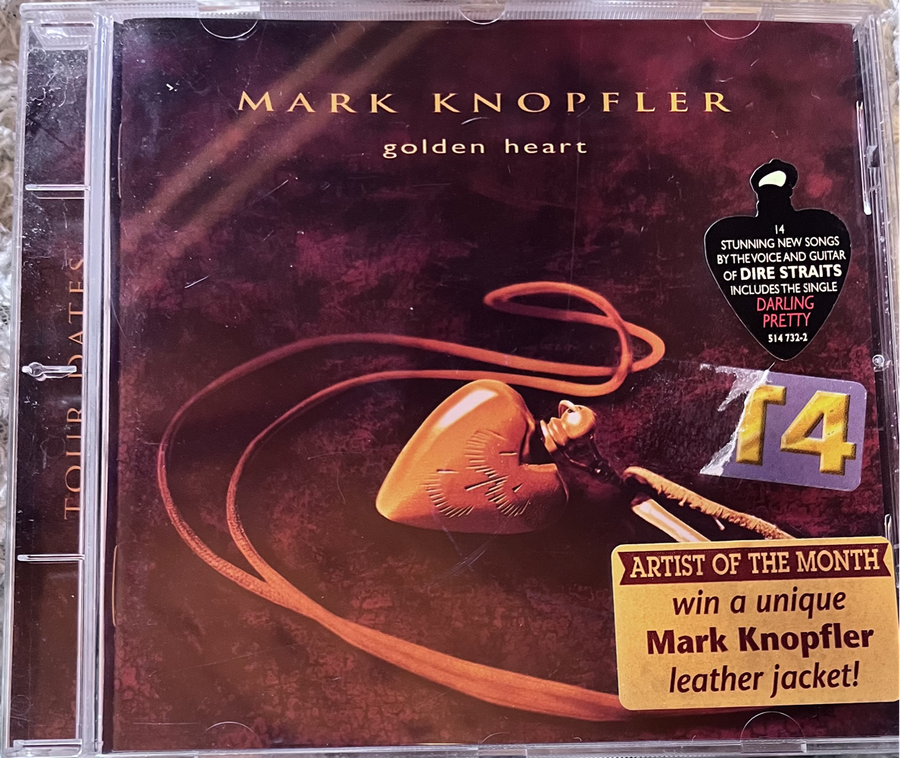 MARK KNOPFLER
golden heart
14
STUNNING NEW SONGS
BY THE VOICE AND GUITAR
OF DIRE STRAITS
INCLUDES THE SINGLE
DARLING
PRETTY
514 732-2
14
ARTIST OF THE MONTH
win a unique
Mark Knopfler
leather jacket!
TOUR DATES